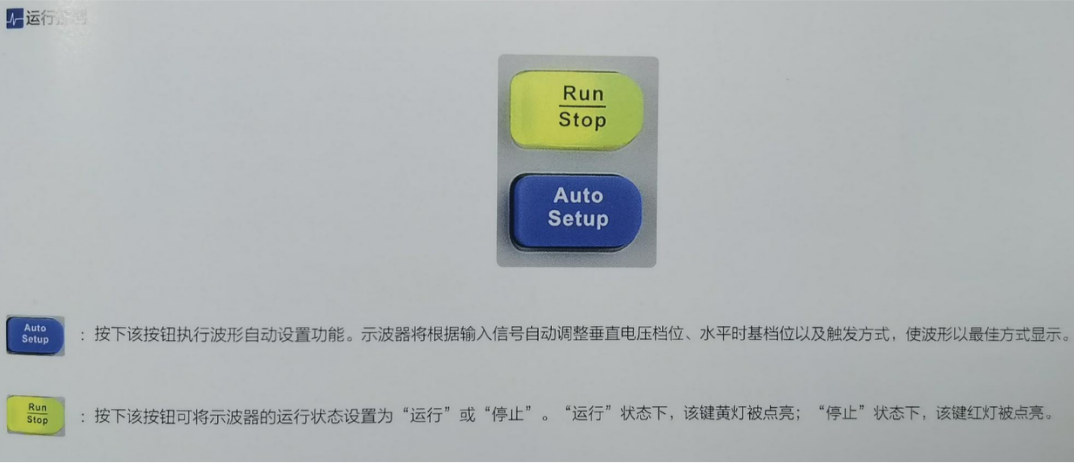 运行
Run
Stop
Auto
Setup
Auto
Setup
：按下该按钮执行波形自动设置功能。示波器将根据输入信号自动调整垂直电压档位、水平时基档位以及触发方式，使波形以最佳方式显示。
Run
Stop
：按下该按钮可将示波器的运行状态设置为“运行”或“停止”。“运行”状态下，该键黄灯被点亮；“停止”状态下，该键红灯被点亮。